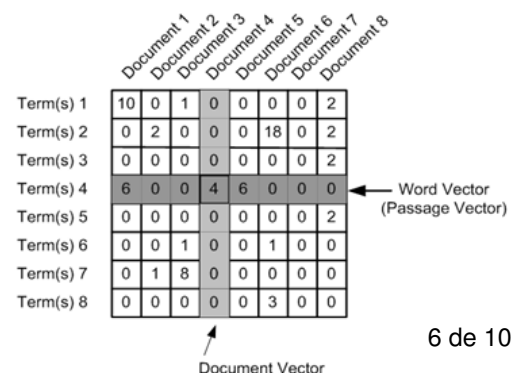 Document 1
Document 2
Document 3
Document 4
Document 5
Document 6
Document 7
Document 8
Term(s) 1 10 0 1 0 0 0 0 2
Term(s) 2 0 2 0 0 0 18 0 2
Term(s) 3 0 0 0 0 0 0 0 2
Term(s) 4 6 0 0 4 6 0 0 0
Word Vector
(Passage Vector)
Term(s) 5 0 0 0 0 0 0 0 2
Term(s) 6 0 0 1 0 0 1 0 0
Term(s) 7 0 1 8 0 0 0 0 0
Term(s) 8 0 0 0 0 0 3 0 0
6 de 10
Document Vector